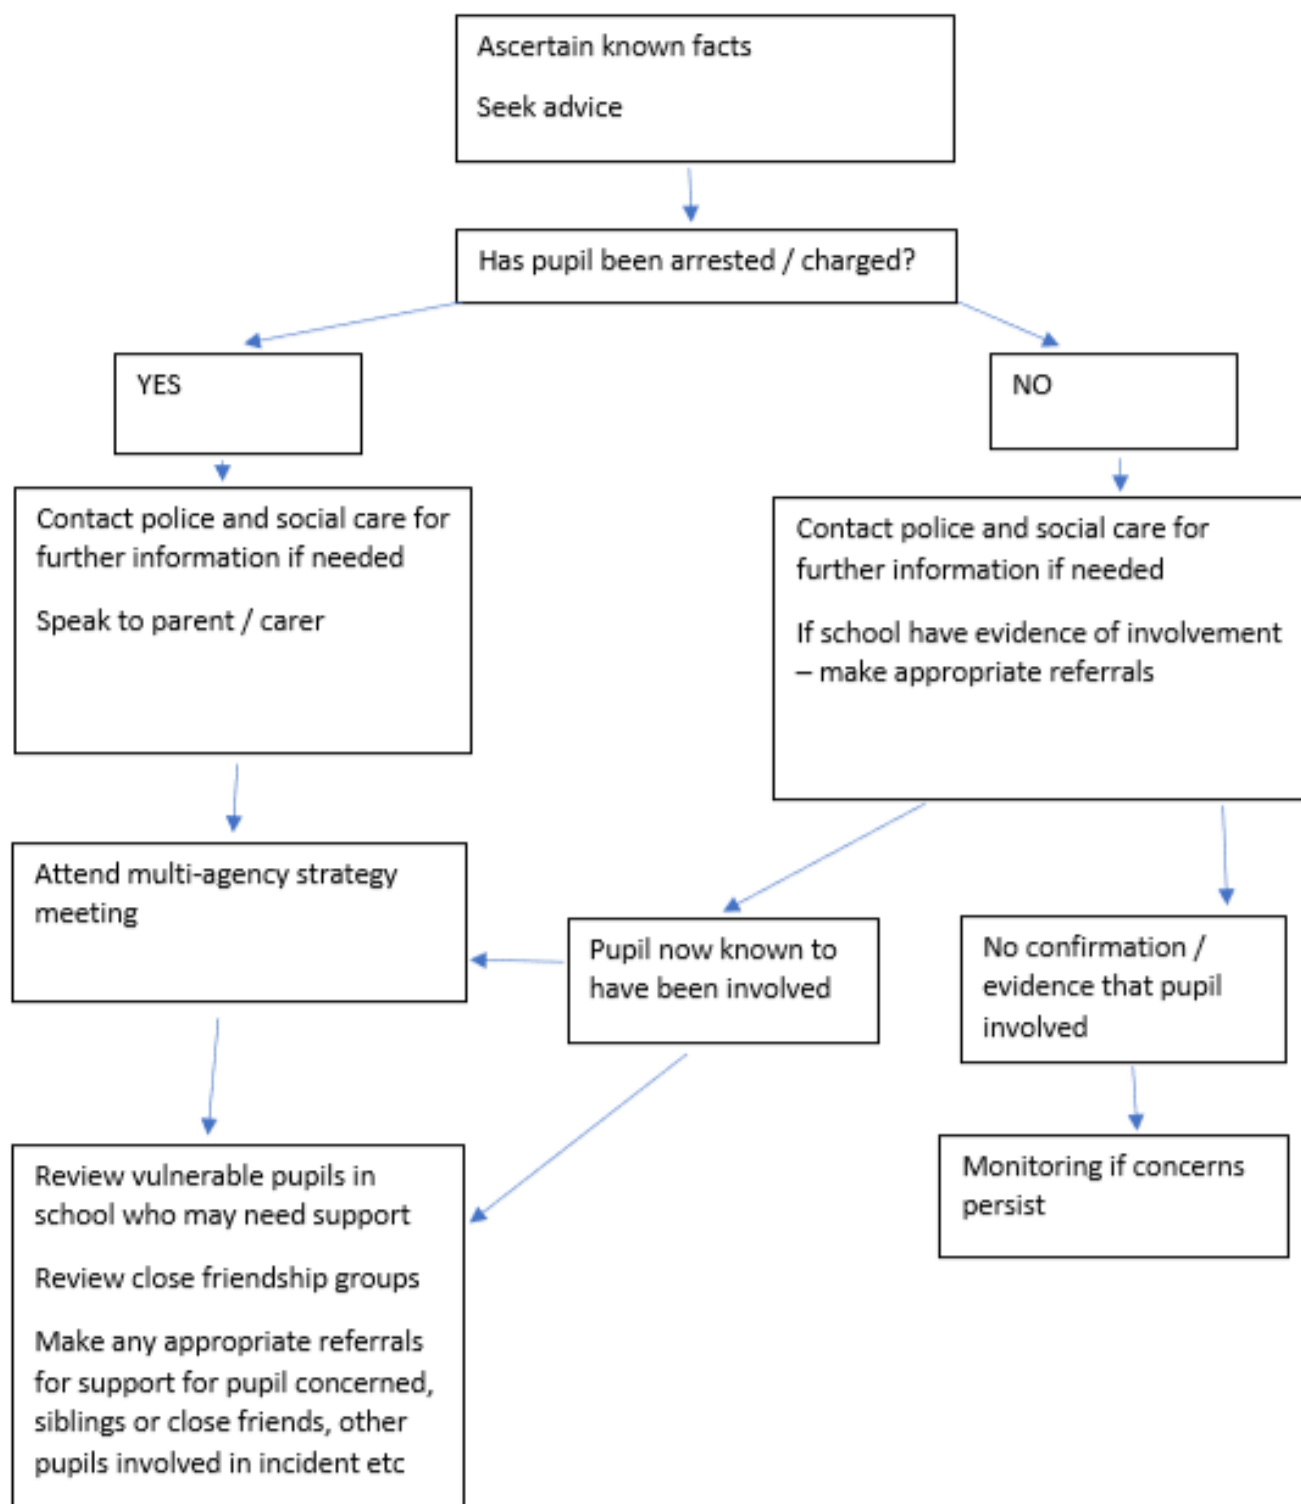 Ascertain known facts
Seek advice
Has pupil been arrested / charged?
YES
NO
Contact police and social care for
further information if needed
Speak to parent / carer
Contact police and social care for
further information if needed
If school have evidence of involvement
– make appropriate referrals
Attend multi-agency strategy
meeting
Pupil now known to
have been involved
No confirmation /
evidence that pupil
involved
Review vulnerable pupils in
school who may need support
Review close friendship groups
Make any appropriate referrals
for support for pupil concerned,
siblings or close friends, other
pupils involved in incident etc
Monitoring if concerns
persist